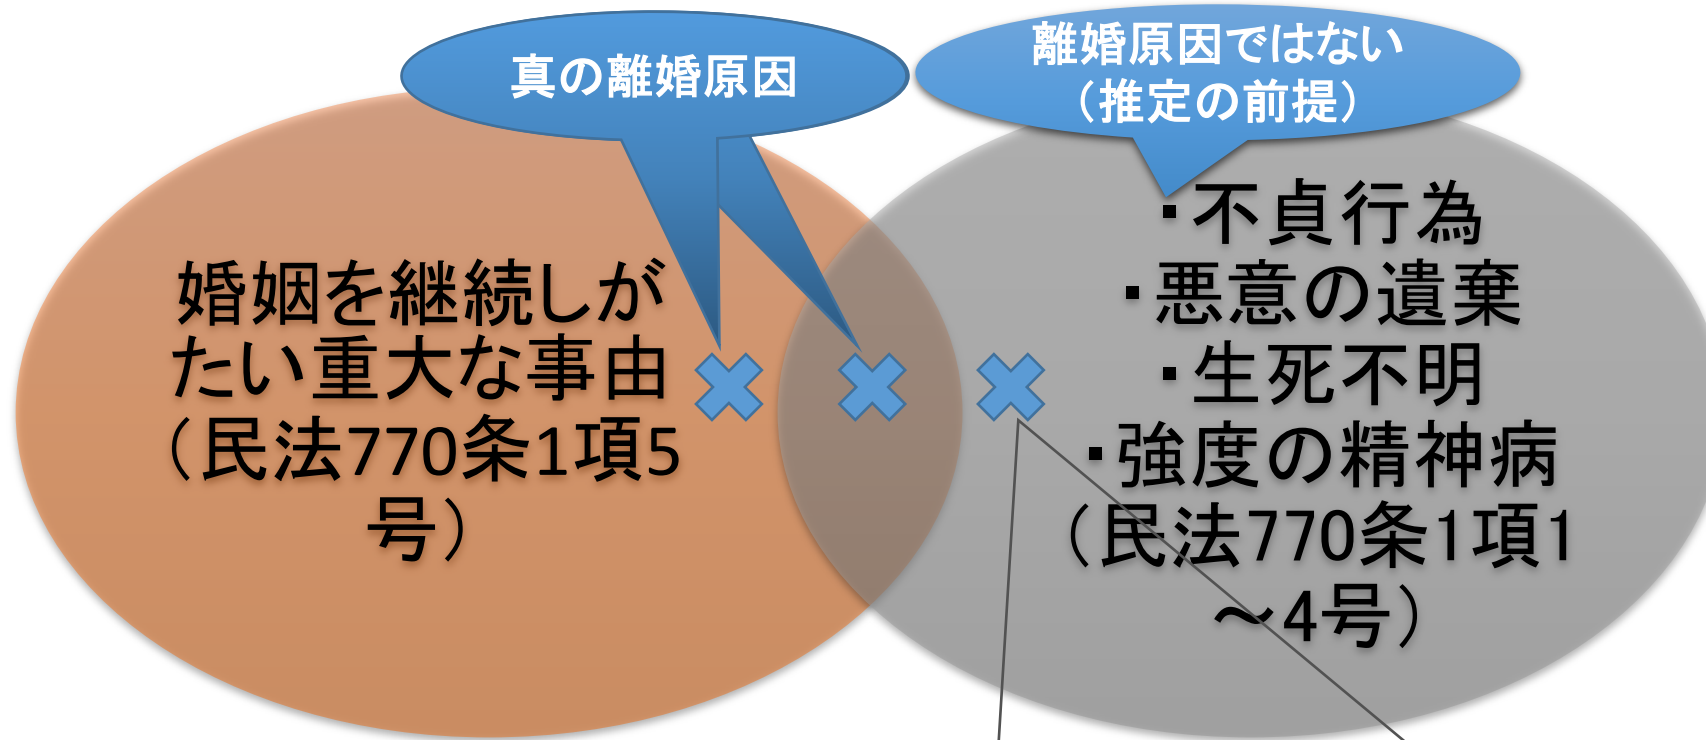 真の離婚原因
離婚原因ではない
（推定の前提）
婚姻を継続しが
たい重大な事由
（民法770条1項5
号）
・不貞行為
・悪意の遺棄
・生死不明
・強度の精神病
（民法770条1項1
～4号）